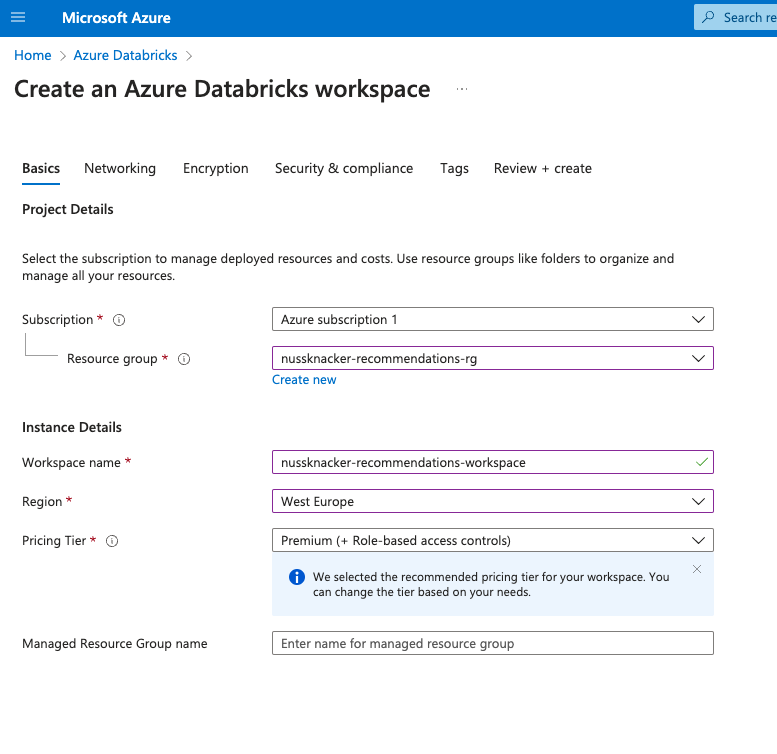 Microsoft Azure
Search re
Home > Azure Databricks >
Create an Azure Databricks workspace ...
Basics Networking Encryption Security & compliance Tags Review + create
Project Details
Select the subscription to manage deployed resources and costs. Use resource groups like folders to organize and
manage all your resources.
Subscription *
Azure subscription 1
Resource group *
nussknacker-recommendations-rg
Create new
Instance Details
Workspace name *
nussknacker-recommendations-workspace
Region *
West Europe
Pricing Tier *
Premium (+ Role-based access controls)
We selected the recommended pricing tier for your workspace. You
can change the tier based on your needs.
Managed Resource Group name
Enter name for managed resource group